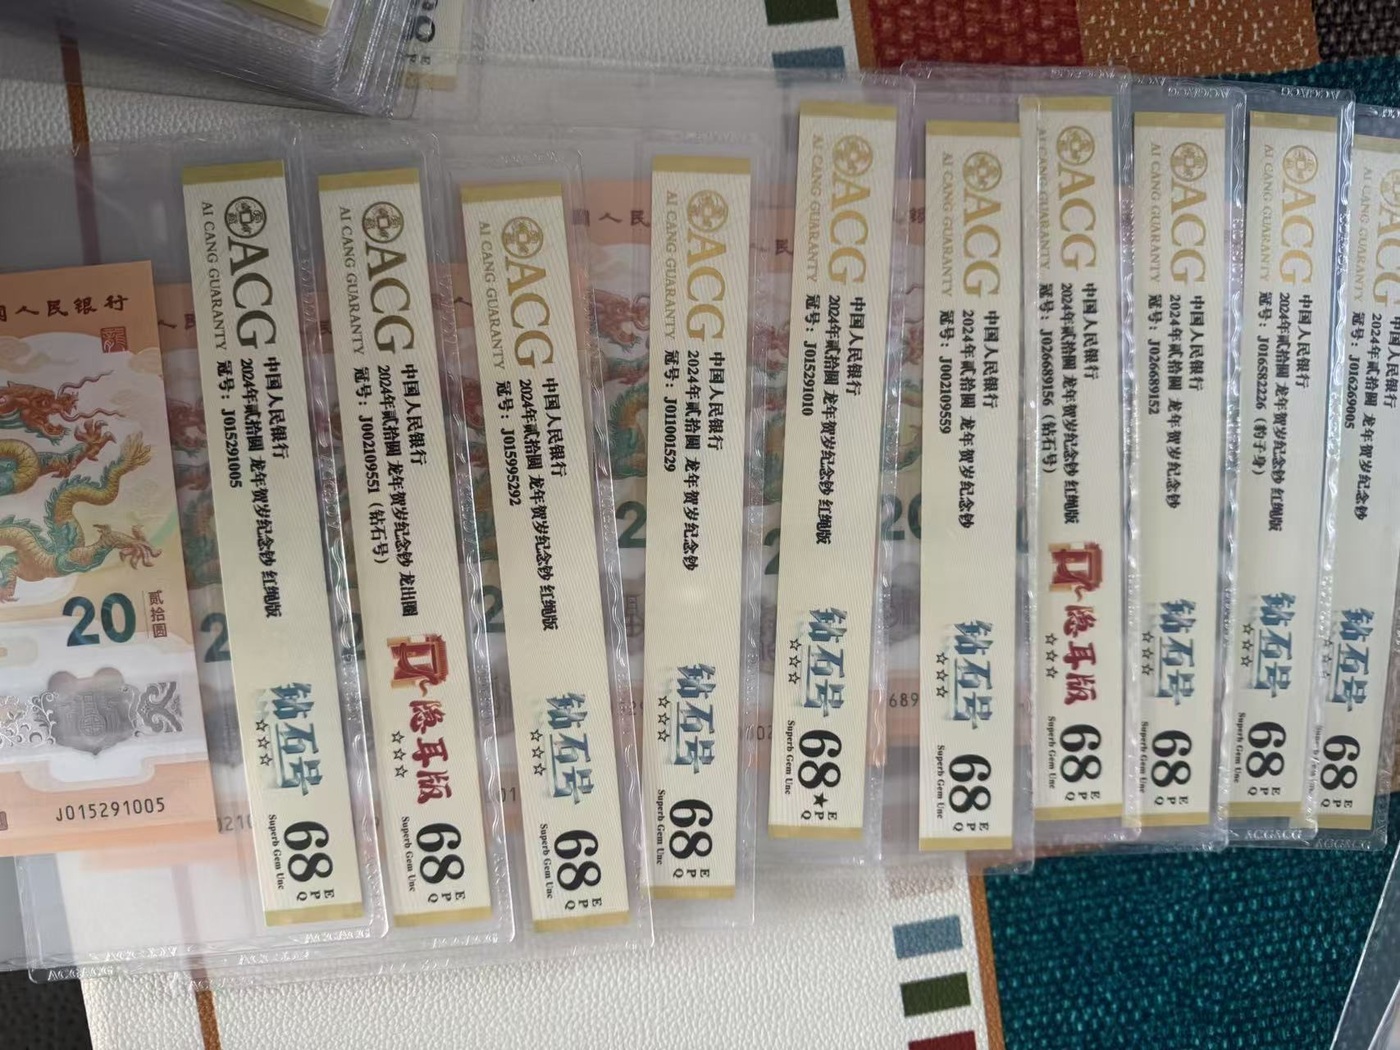 人民银行
20
贰拾圆
J015291005
ACG
AI CANG GUARANTY
中国人民银行
2024年贰拾圆 龙年贺岁纪念钞 红绳版
冠号：J015291005
钻石号
☆☆☆
68
EPQ
Superb Gem Unc
ACG
AI CANG GUARANTY
中国人民银行
2024年贰拾圆 龙年贺岁纪念钞 龙出圈
冠号：J002109551（钻石号）
隐耳版
☆☆☆
68
EPQ
Superb Gem Unc
ACG
AI CANG GUARANTY
中国人民银行
2024年贰拾圆 龙年贺岁纪念钞 红绳版
冠号：J015995292
钻石号
☆☆☆
68
EPQ
Superb Gem Unc
ACG
AI CANG GUARANTY
中国人民银行
2024年贰拾圆 龙年贺岁纪念钞
冠号：J011001529
钻石号
☆☆☆
68
EPQ
Superb Gem Unc
ACG
AI CANG GUARANTY
中国人民银行
2024年贰拾圆 龙年贺岁纪念钞 红绳版
冠号：J015291010
钻石号
☆☆☆
68★
EPQ
Superb Gem Unc
ACG
AI CANG GUARANTY
中国人民银行
2024年贰拾圆 龙年贺岁纪念钞
冠号：J002109559
钻石号
☆☆☆
68
EPQ
Superb Gem Unc
ACG
AI CANG GUARANTY
中国人民银行
2024年贰拾圆 龙年贺岁纪念钞 红绳版
冠号：J026689156（钻石号）
隐耳版
☆☆☆
68
EPQ
Superb Gem Unc
ACG
AI CANG GUARANTY
中国人民银行
2024年贰拾圆 龙年贺岁纪念钞
冠号：J026689152
钻石号
☆☆☆
68
EPQ
Superb Gem Unc
ACG
AI CANG GUARANTY
中国人民银行
2024年贰拾圆 龙年贺岁纪念钞 红绳版
冠号：J016582226（豹子号）
钻石号
☆☆☆
68
EPQ
Superb Gem Unc
ACG
AI CANG GUARANTY
中国人民银行
2024年贰拾圆 龙年贺岁纪念钞
冠号：J016269005
钻石号
68
EPQ